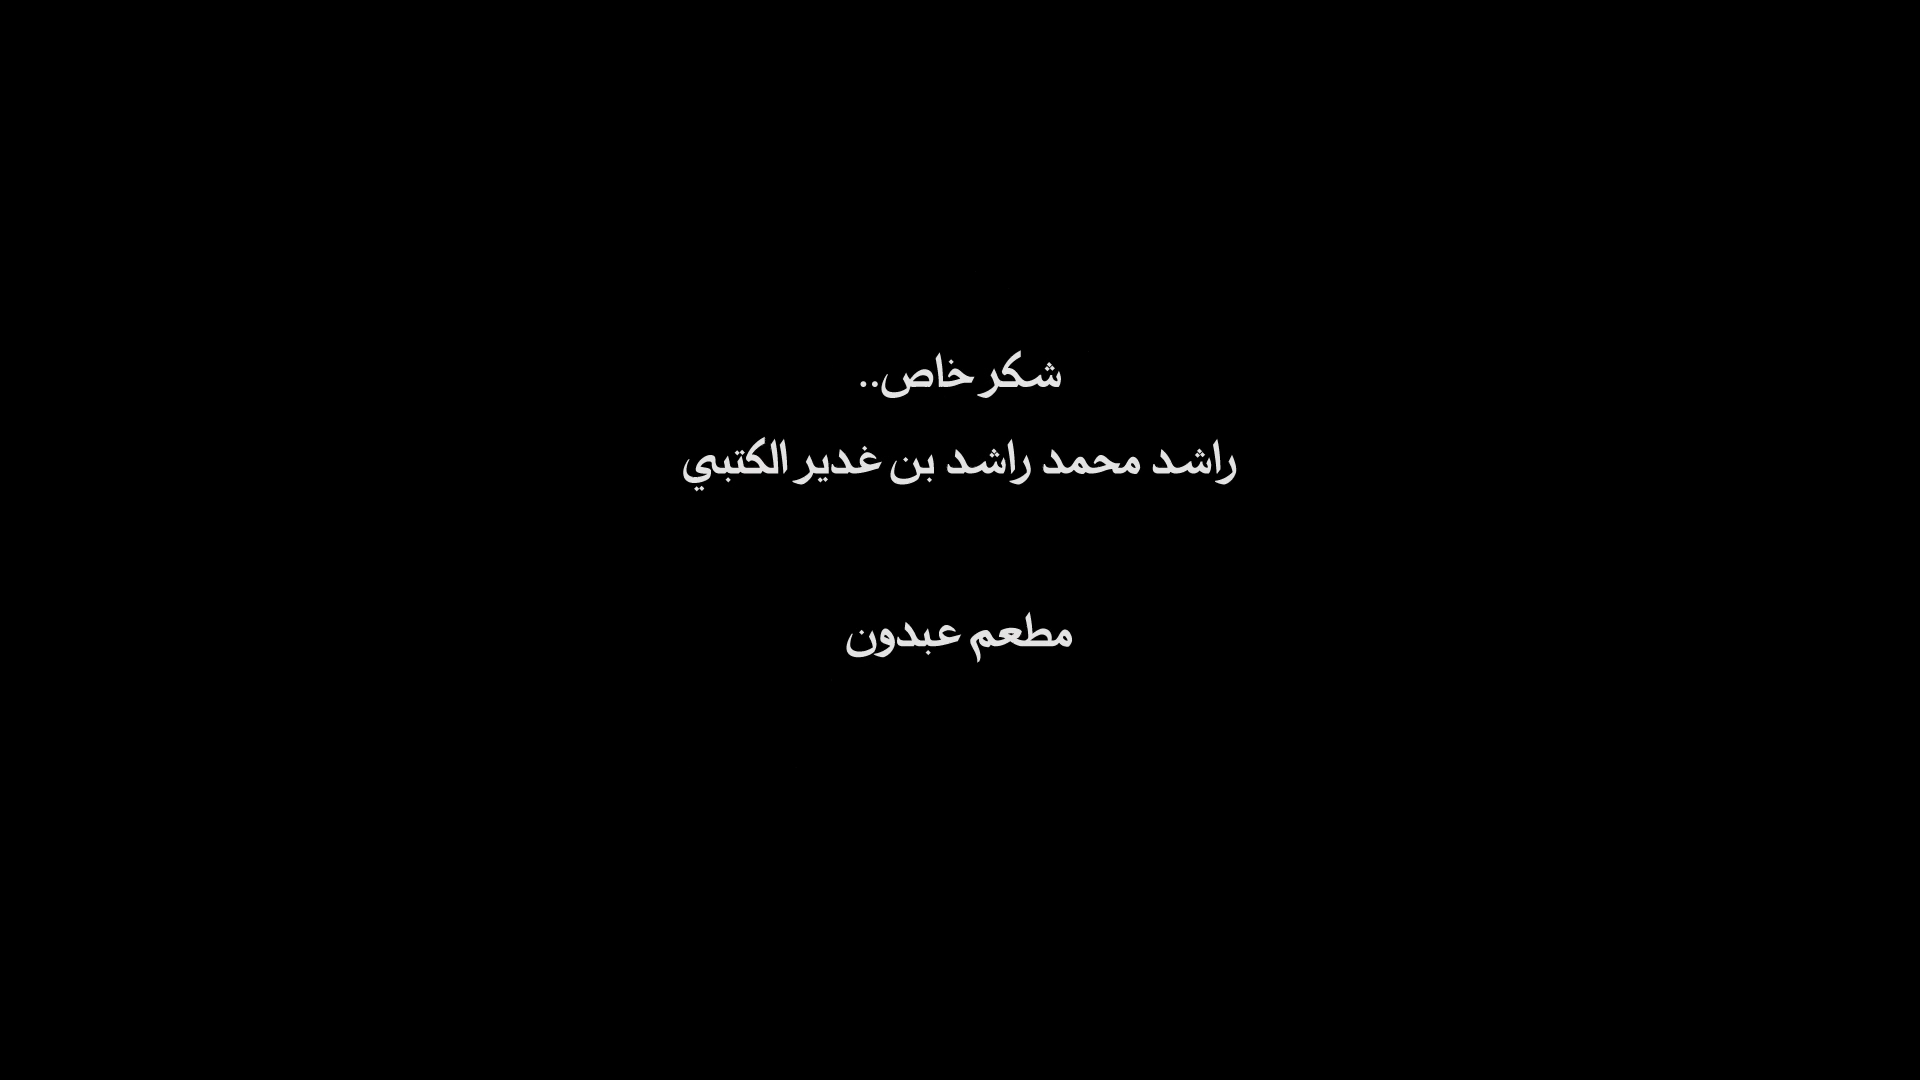 شكر خاص..
راشد محمد راشد بن غدير الكتبي
مطعم عبدون